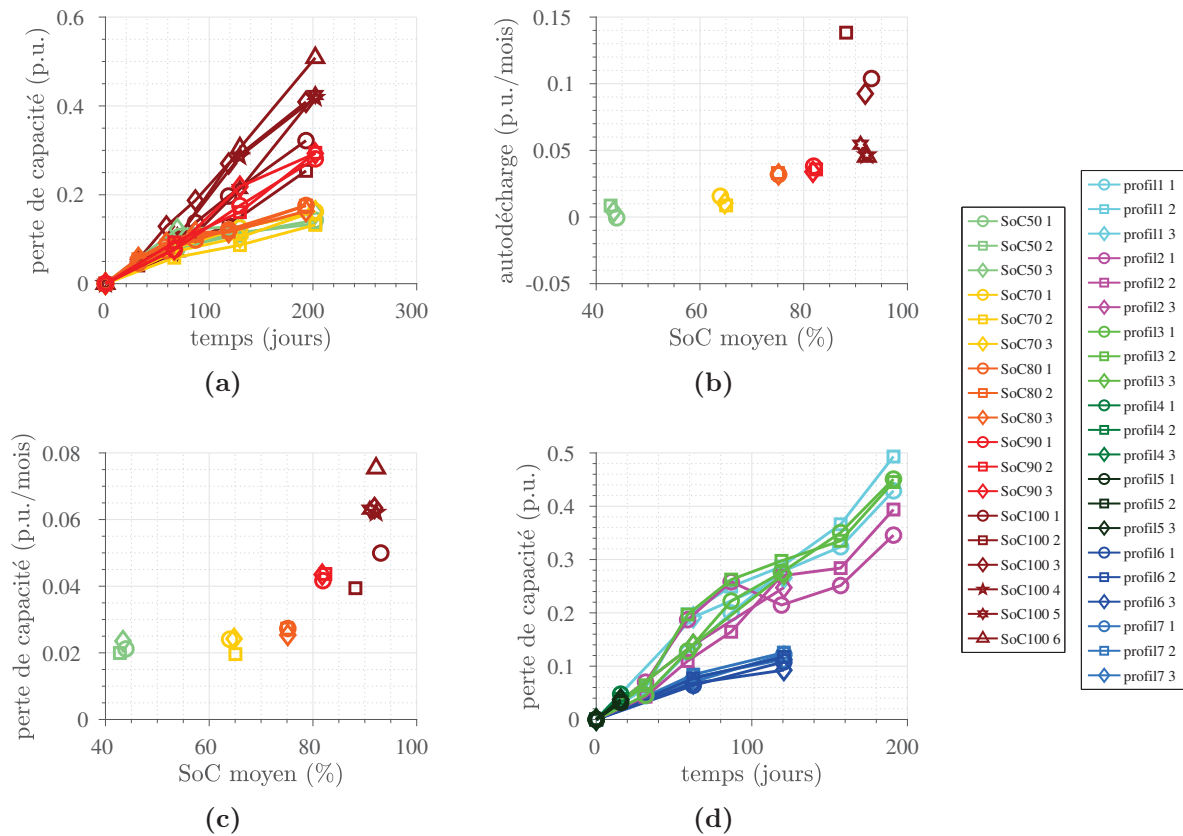 0.6
0.4
0.2
0
0
100
200
300
perte de capacité (p.u.)
temps (jours)
(a)
0.15
0.1
0.05
0
-0.05
40
60
80
100
autodécharge (p.u./mois)
SoC moyen (%)
(b)
0.08
0.06
0.04
0.02
0
40
60
80
100
perte de capacité (p.u./mois)
SoC moyen (%)
(c)
0.5
0.4
0.3
0.2
0.1
0
0
100
200
perte de capacité (p.u.)
temps (jours)
(d)
SoC50 1
SoC50 2
SoC50 3
SoC70 1
SoC70 2
SoC70 3
SoC80 1
SoC80 2
SoC80 3
SoC90 1
SoC90 2
SoC90 3
SoC100 1
SoC100 2
SoC100 3
SoC100 4
SoC100 5
SoC100 6
profil1 1
profil1 2
profil1 3
profil2 1
profil2 2
profil2 3
profil3 1
profil3 2
profil3 3
profil4 1
profil4 2
profil4 3
profil5 1
profil5 2
profil5 3
profil6 1
profil6 2
profil6 3
profil7 1
profil7 2
profil7 3